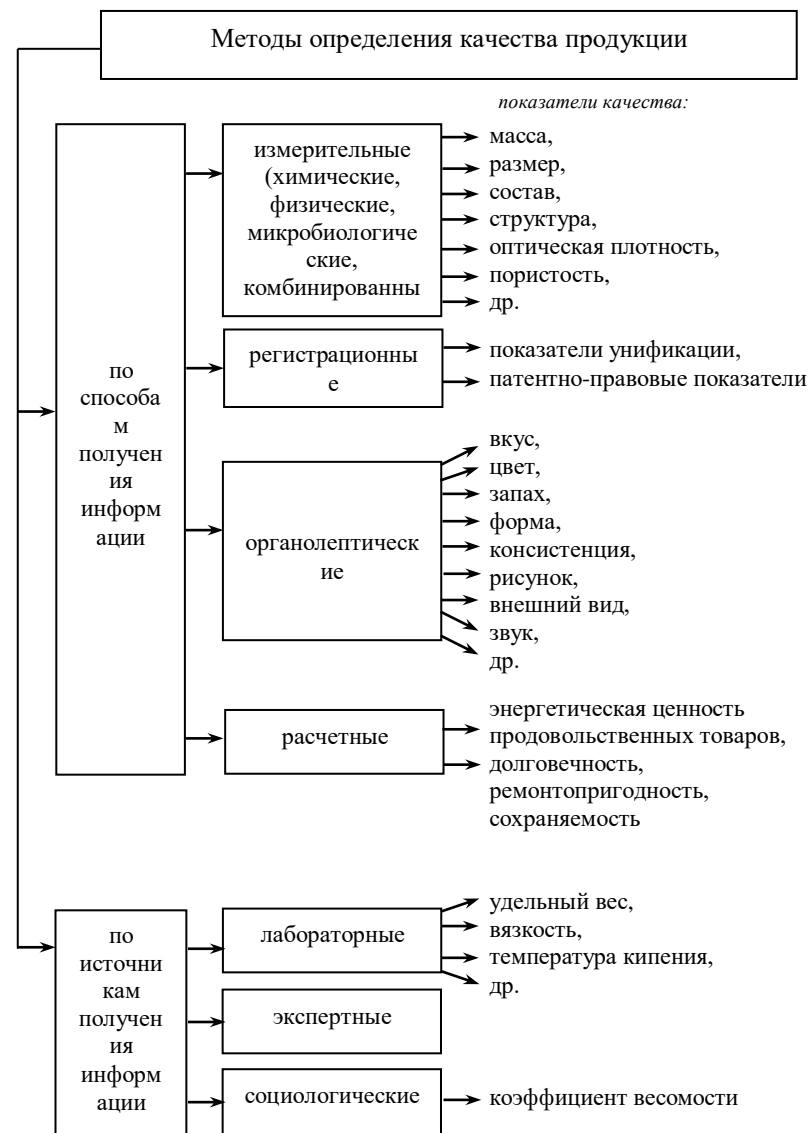 Методы определения качества продукции
показатели качества:
по
способа
м
получен
ия
информ
ации
измерительные
(химические,
физические,
микробиологиче
ские,
комбинированны
масса,
размер,
состав,
структура,
оптическая плотность,
пористость,
др.
регистрационны
е
показатели унификации,
патентно-правовые показатели
органолептическ
ие
вкус,
цвет,
запах,
форма,
консистенция,
рисунок,
внешний вид,
звук,
др.
расчетные
энергетическая ценность
продовольственных товаров,
долговечность,
ремонтопригодность,
сохраняемость
по
источни
кам
получен
ия
информ
ации
лабораторные
удельный вес,
вязкость,
температура кипения,
др.
экспертные
социологические
коэффициент весомости